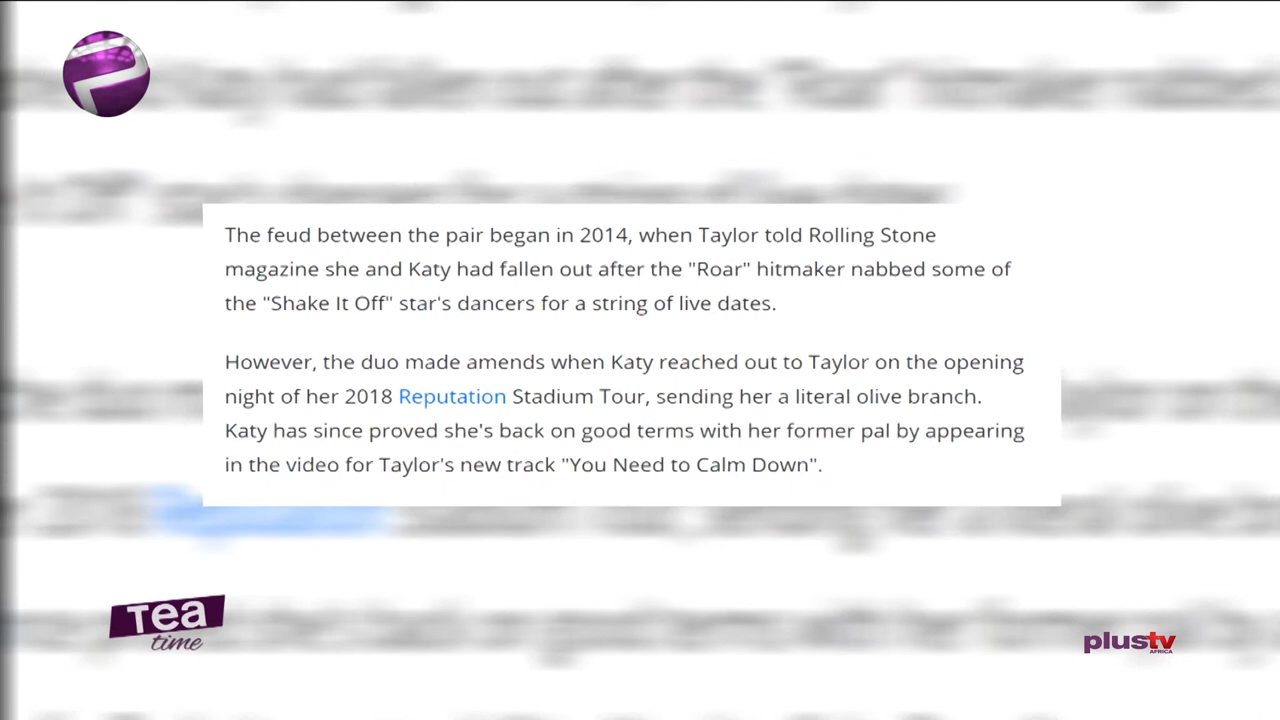 The feud between the pair began in 2014, when Taylor told Rolling Stone
magazine she and Katy had fallen out after the "Roar" hitmaker nabbed some of
the "Shake It Off" star's dancers for a string of live dates.
However, the duo made amends when Katy reached out to Taylor on the opening
night of her 2018 Reputation Stadium Tour, sending her a literal olive branch.
Katy has since proved she's back on good terms with her former pal by appearing
in the video for Taylor's new track "You Need to Calm Down".
Tea
time
plustv
AFRICA